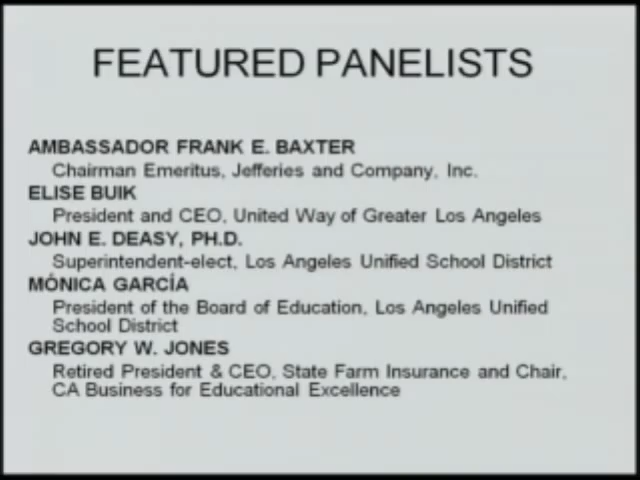 FEATURED PANELISTS
AMBASSADOR FRANK E. BAXTER
Chairman Emeritus, Jefferies and Company, Inc.
ELISE BUIK
President and CEO, United Way of Greater Los Angeles
JOHN E. DEASY, PH.D.
Superintendent-elect, Los Angeles Unified School District
MÓNICA GARCÍA
President of the Board of Education, Los Angeles Unified
School District
GREGORY W. JONES
Retired President & CEO, State Farm Insurance and Chair,
CA Business for Educational Excellence